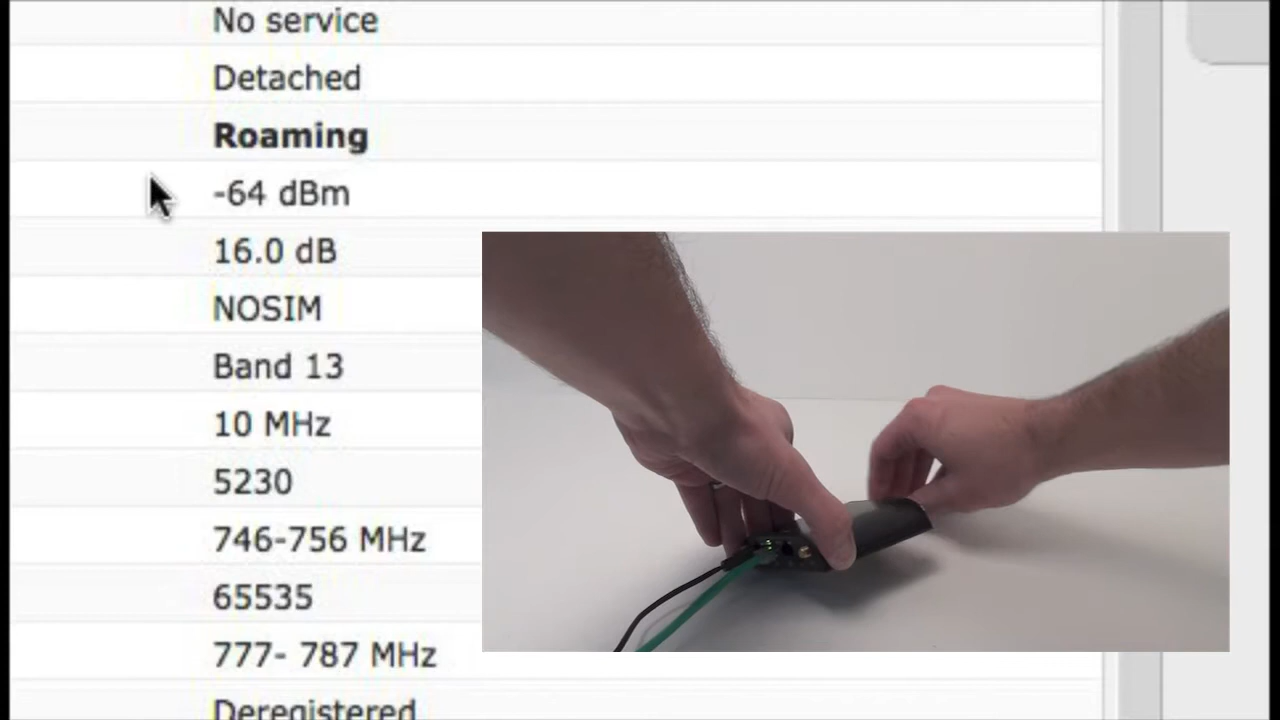 No service
Detached
Roaming
-64 dBm
16.0 dB
NOSIM
Band 13
10 MHz
5230
746-756 MHz
65535
777- 787 MHz
Deregistered